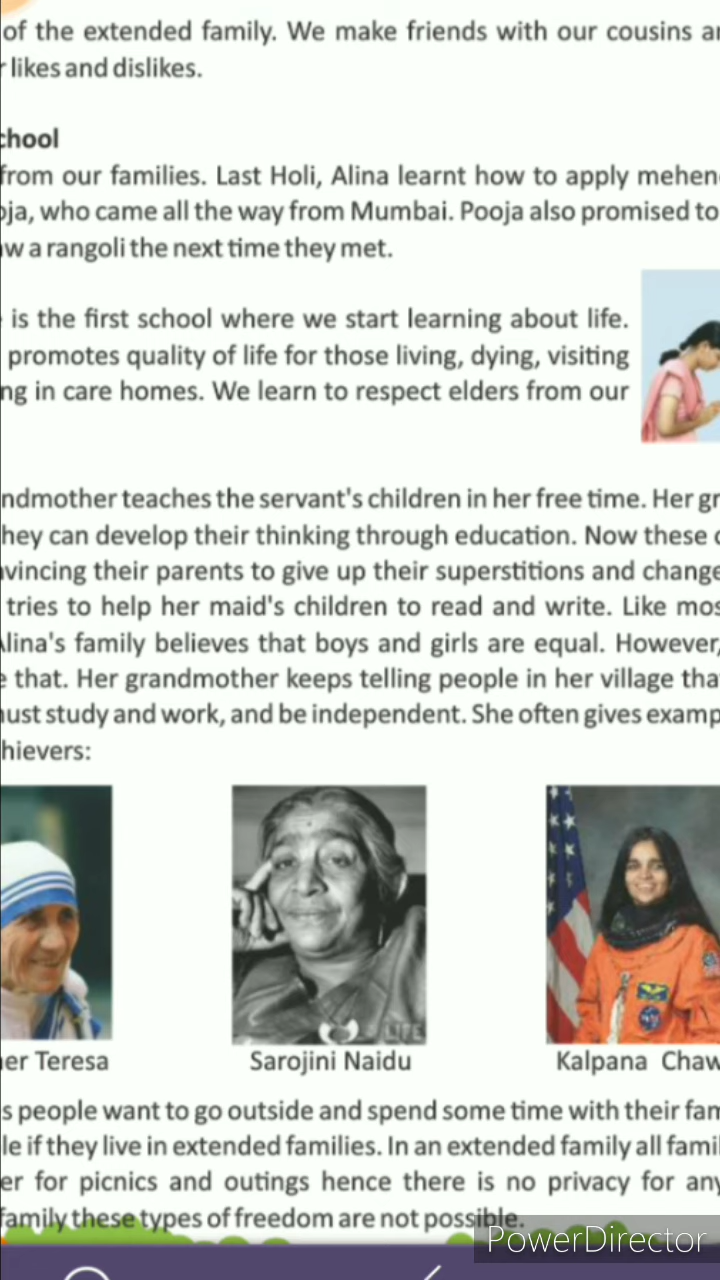 of the extended family. We make friends with our cousins
likes and dislikes.
chool
from our families. Last Holi, Alina learnt how to apply mehen
oja, who came all the way from Mumbai. Pooja also promised to
aw a rangoli the next time they met.
is the first school where we start learning about life.
promotes quality of life for those living, dying, visiting
ng in care homes. We learn to respect elders from our
ndmother teaches the servant's children in her free time. Her gr
hey can develop their thinking through education. Now these
nvincing their parents to give up their superstitions and change
tries to help her maid's children to read and write. Like mos
Alina's family believes that boys and girls are equal. However,
e that. Her grandmother keeps telling people in her village tha
must study and work, and be independent. She often gives examp
hievers:
er Teresa
Sarojini Naidu
Kalpana Chaw
s people want to go outside and spend some time with their fam
le if they live in extended families. In an extended family all famil
er for picnics and outings hence there is no privacy for any
family these types of freedom are not possible.
PowerDirector